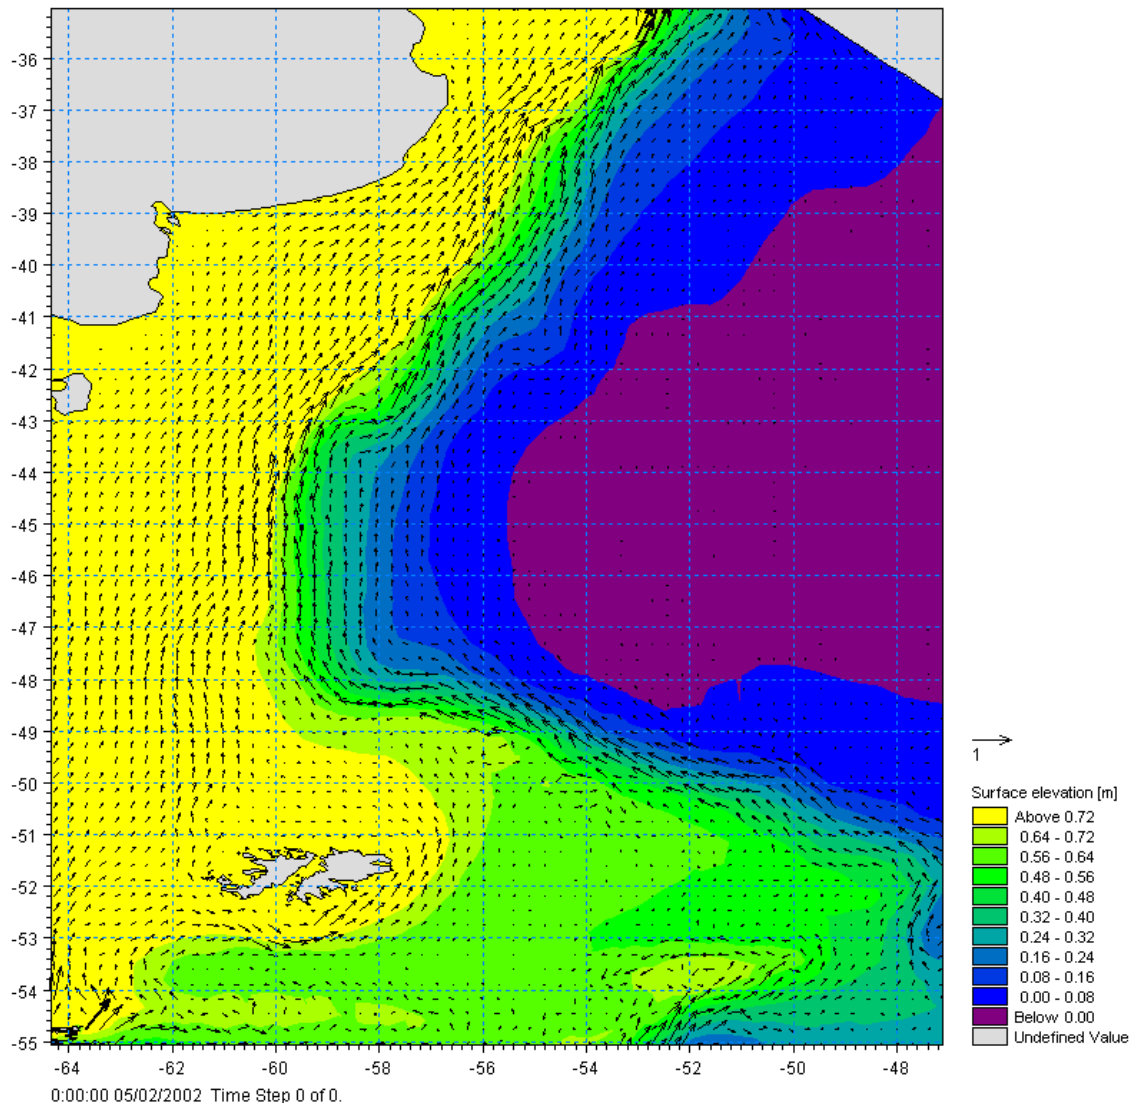 -36
-37
-38
-39
-40
-41
-42
-43
-44
-45
-46
-47
-48
-49
-50
-51
-52
-53
-54
-55
-64 -62 -60 -58 -56 -54 -52 -50 -48
0:00:00 05/02/2002 Time Step 0 of 0.
1
Surface elevation [m]
Above 0.72
0.64 - 0.72
0.56 - 0.64
0.48 - 0.56
0.40 - 0.48
0.32 - 0.40
0.24 - 0.32
0.16 - 0.24
0.08 - 0.16
0.00 - 0.08
Below 0.00
Undefined Value